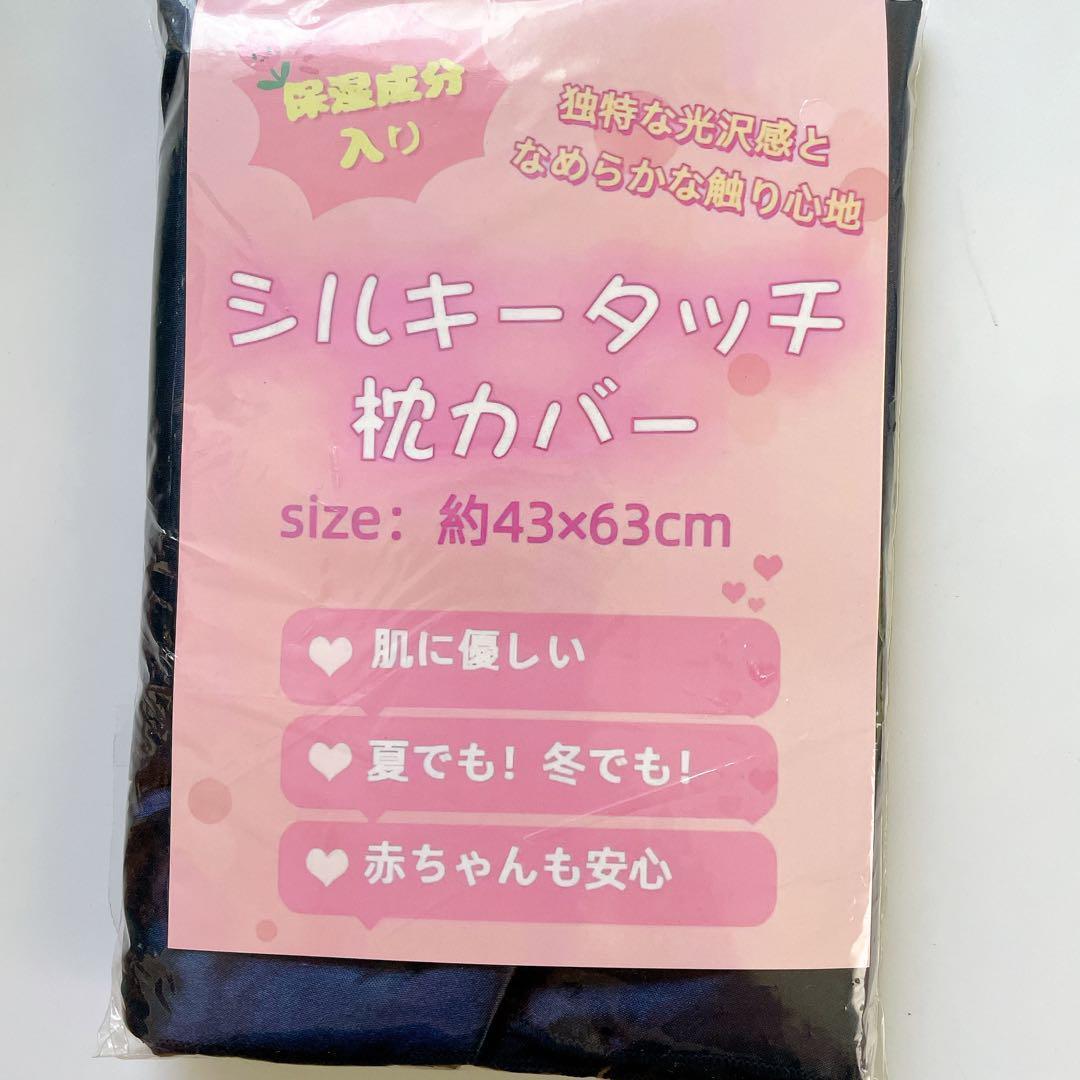 保湿成分
入り
独特な光沢感と
なめらかな触り心地
シルキータッチ
枕カバー
size：約43×63cm
肌に優しい
夏でも！冬でも！
赤ちゃんも安心